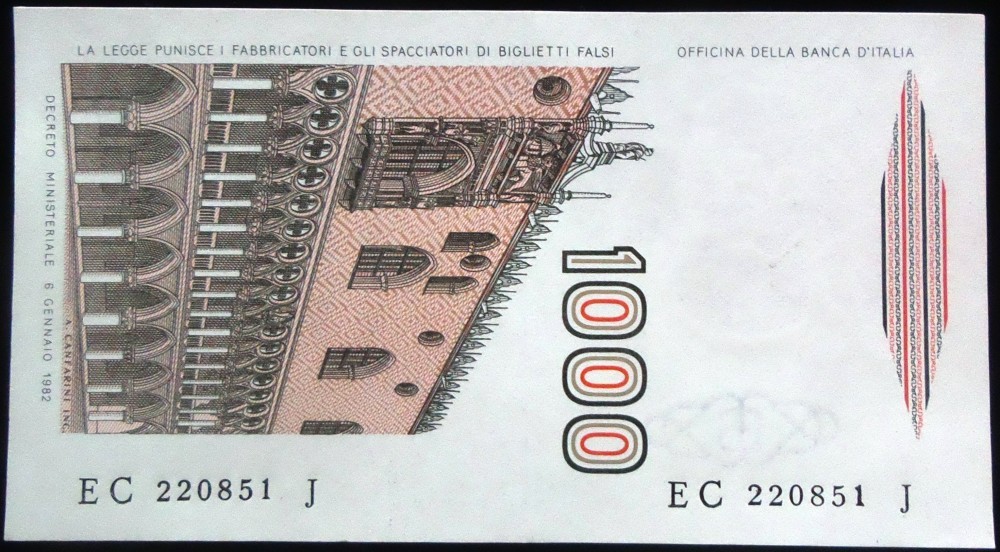 LA LEGGE PUNISCE I FABBRICATORI E GLI SPACCIATORI DI BIGLIETTI FALSI
OFFICINA DELLA BANCA D'ITALIA
DECRETO MINISTERIALE 6 GENNAIO 1982
A. CANFARINI INC.
1000
EC 220851 J
EC 220851 J